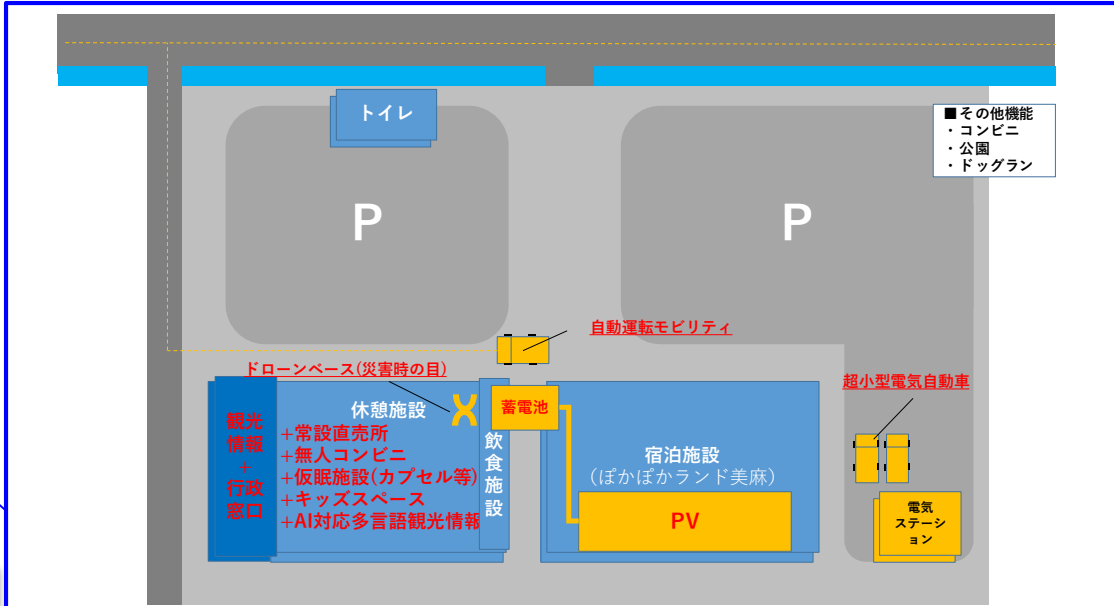 トイレ
■その他機能
・コンビニ
・公園
・ドッグラン
P
P
自動運転モビリティ
ドローンベース(災害時の目)
超小型電気自動車
観光
情報
+
行政
窓口
休憩施設
+常設直売所
+無人コンビニ
+仮眠施設(カプセル等)
+キッズスペース
+AI対応多言語観光情報
飲食施設
蓄電池
宿泊施設
(ぽかぽかランド美麻)
PV
電気
ステーシ
ョン